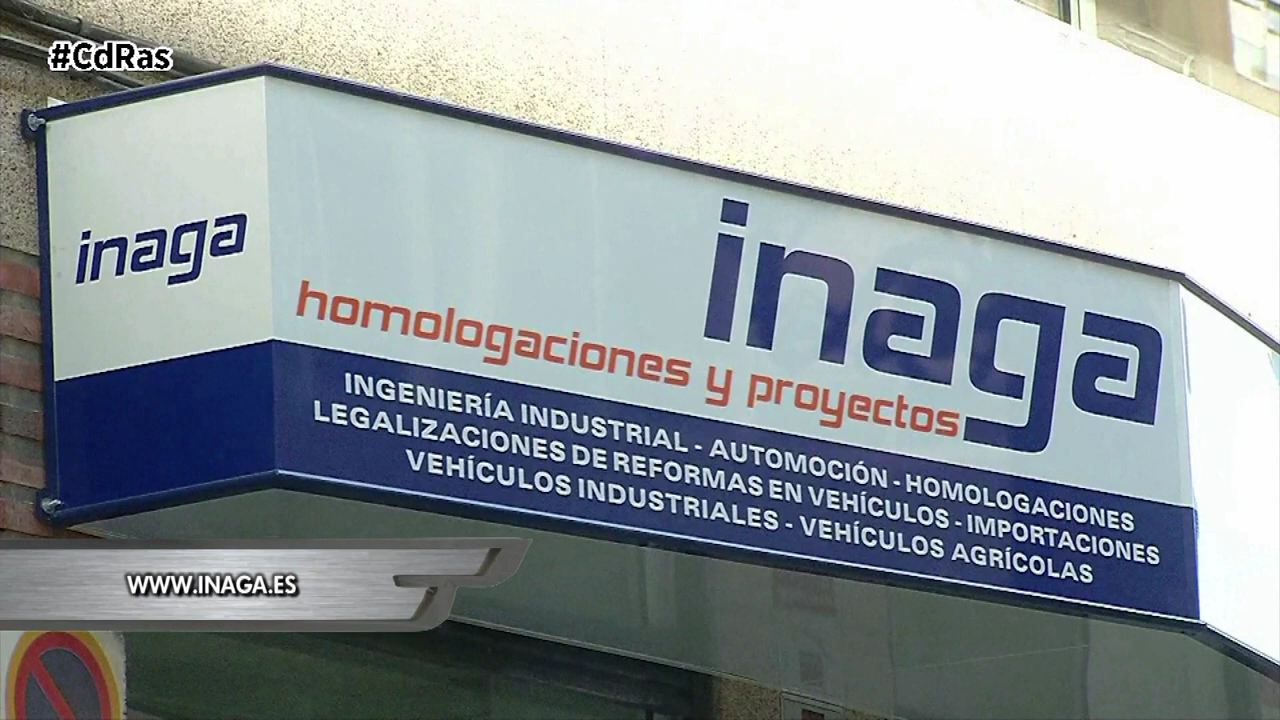 #CdRas
inaga
inaga
homologaciones y proyectos
INGENIERÍA INDUSTRIAL - AUTOMOCIÓN - HOMOLOGACIONES
LEGALIZACIONES DE REFORMAS EN VEHÍCULOS - IMPORTACIONES
VEHÍCULOS INDUSTRIALES - VEHÍCULOS AGRÍCOLAS
WWW.INAGA.ES